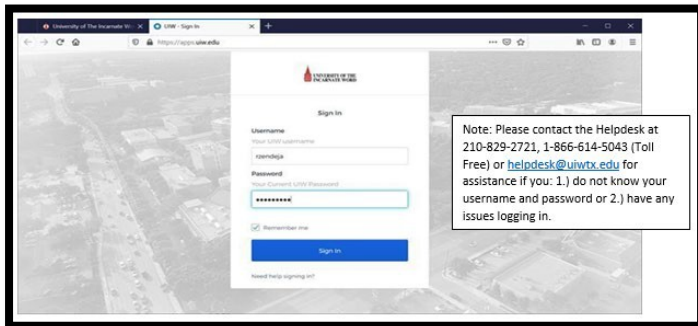 University of The Incarnate W
UIW - Sign In
https://apps.uiw.edu
UNIVERSITY OF THE
INCARNATE WORD
Sign In
Username
Your UIW username
rzendeja
Password
Your Current UIW Password
•••••••••
Remember me
Sign In
Need help signing in?
Note: Please contact the Helpdesk at
210-829-2721, 1-866-614-5043 (Toll
Free) or helpdesk@uiwtx.edu for
assistance if you: 1.) do not know your
username and password or 2.) have any
issues logging in.